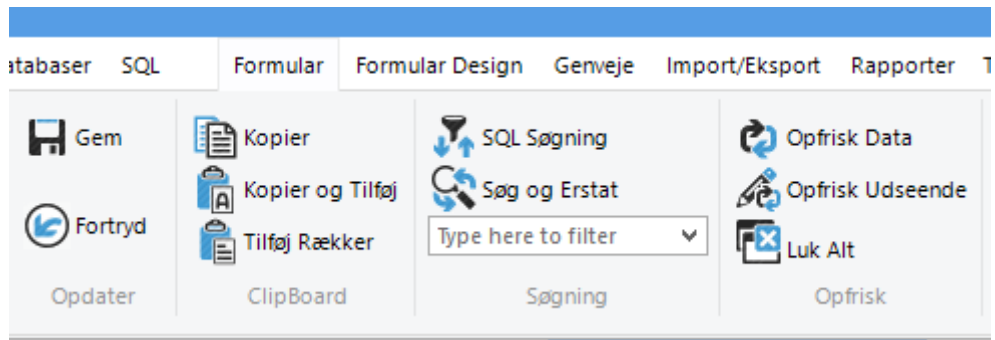 atabaser SQL Formular Formular Design Genveje Import/Eksport Rapporter T
Gem
Fortryd
Opdater
Kopier
Kopier og Tilføj
A
Tilføj Rækker
ClipBoard
SQL Søgning
Søg og Erstat
Type here to filter
Søgning
Opfrisk Data
Opfrisk Udseende
Luk Alt
Opfrisk